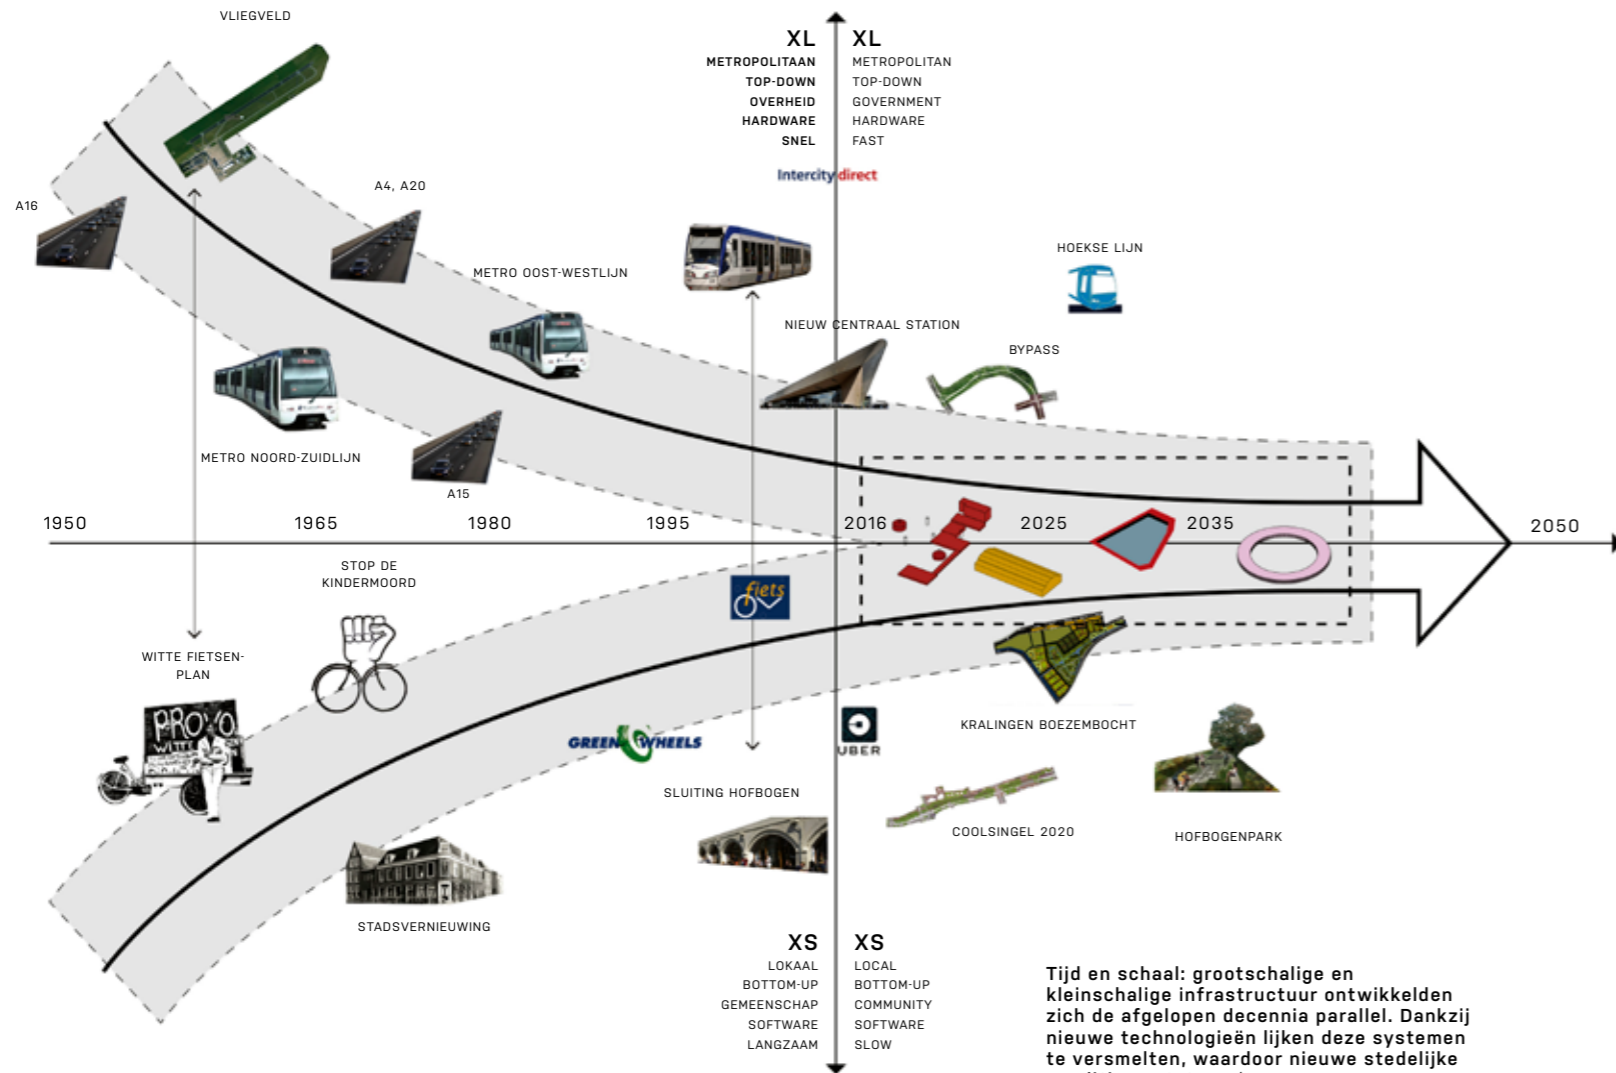 VLIEGVELD
XL
METROPOLITAAN
TOP-DOWN
OVERHEID
HARDWARE
SNEL
XL
METROPOLITAN
TOP-DOWN
GOVERNMENT
HARDWARE
FAST
Intercity direct
A16
A4, A20
METRO OOST-WESTLIJN
HOEKSE LIJN
NIEUW CENTRAAL STATION
BYPASS
METRO NOORD-ZUIDLIJN
A15
1950
1965
1980
1995
2016
2025
2035
2050
STOP DE
KINDERMOORD
fiets
WITTE FIETSEN-
PLAN
PROVO
WITTE
GREENWHEELS
UBER
KRALINGEN BOEZEMBOCHT
SLUITING HOFBOGEN
COOLSINGEL 2020
HOFBOGENPARK
STADSVERNIEUWING
XS
LOKAAL
BOTTOM-UP
GEMEENSCHAP
SOFTWARE
LANGZAAM
XS
LOCAL
BOTTOM-UP
COMMUNITY
SOFTWARE
SLOW
Tijd en schaal: grootschalige en
kleinschalige infrastructuur ontwikkelden
zich de afgelopen decennia parallel. Dankzij
nieuwe technologieën lijken deze systemen
te versmelten, waardoor nieuwe stedelijke